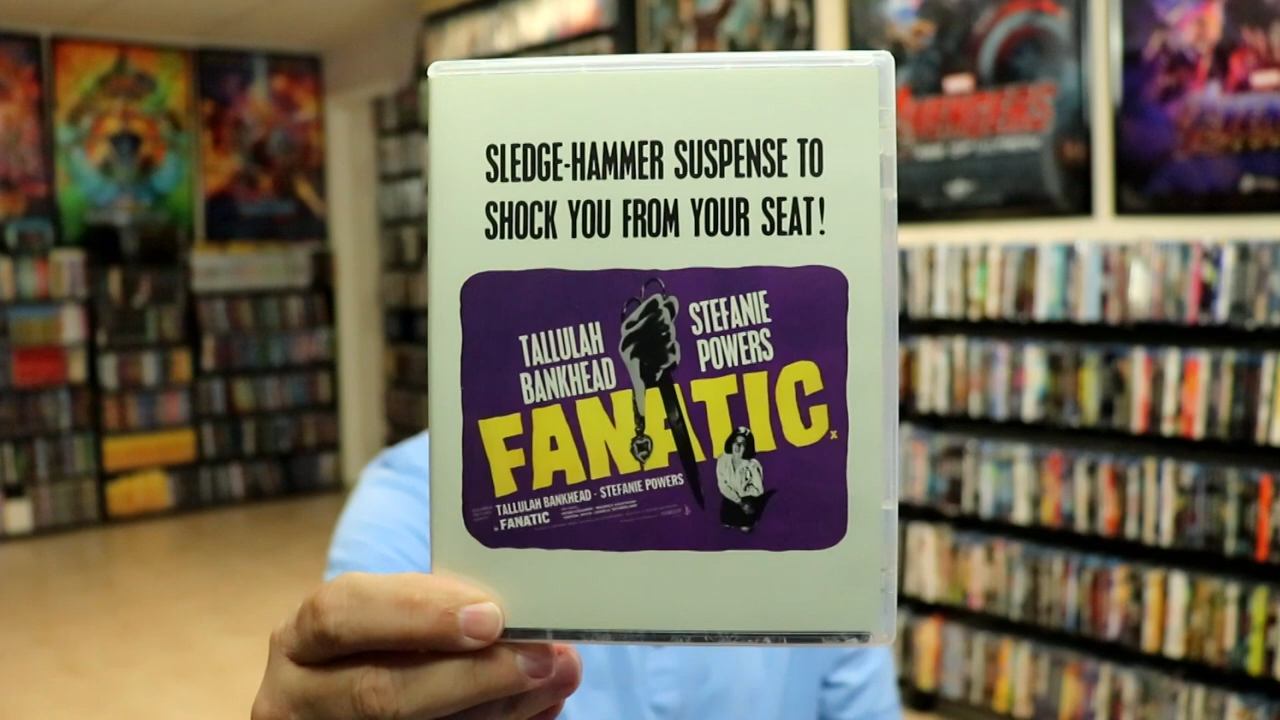 SLEDGE-HAMMER SUSPENSE TO
SHOCK YOU FROM YOUR SEAT!
TALLULAH
BANKHEAD
STEFANIE
POWERS
FANATIC
x
TALLULAH BANKHEAD · STEFANIE POWERS
FANATIC
AVENGERS